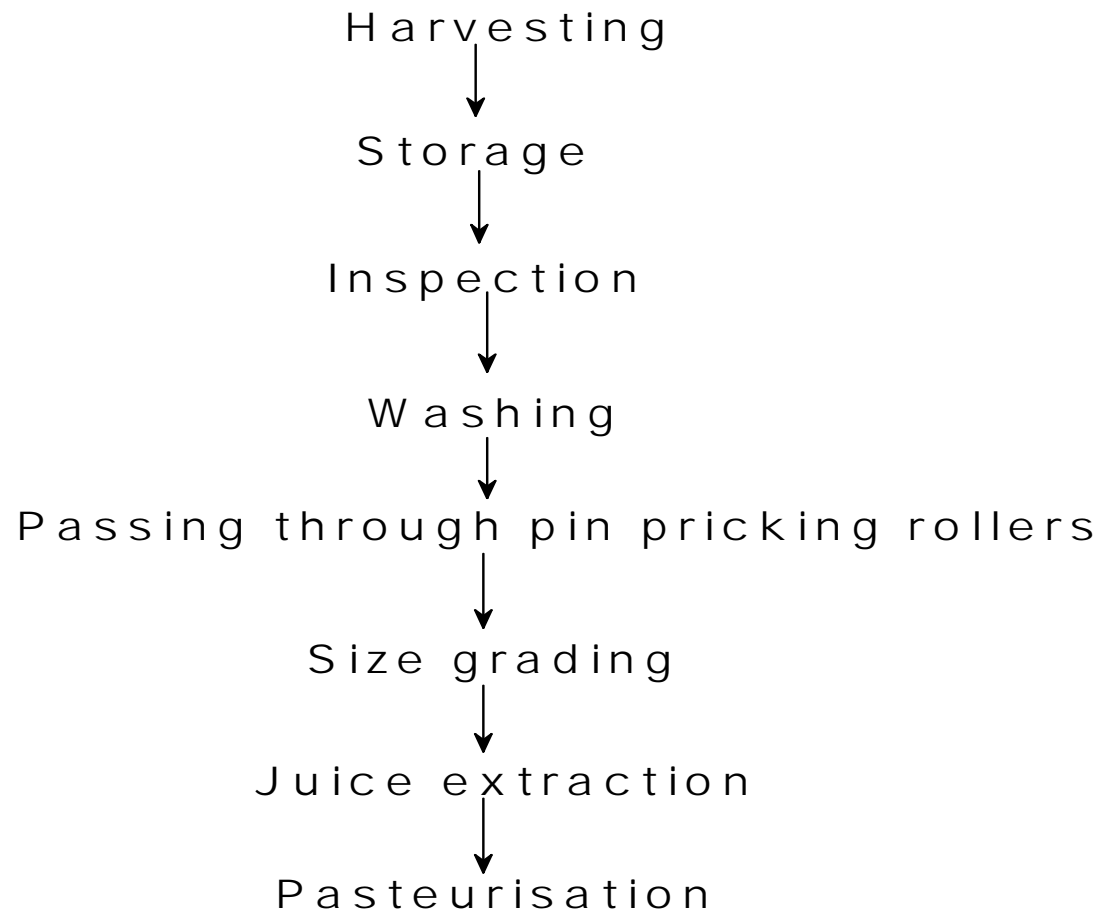 Harvesting
Storage
Inspection
Washing
Passing through pin pricking rollers
Size grading
Juice extraction
Pasteurisation